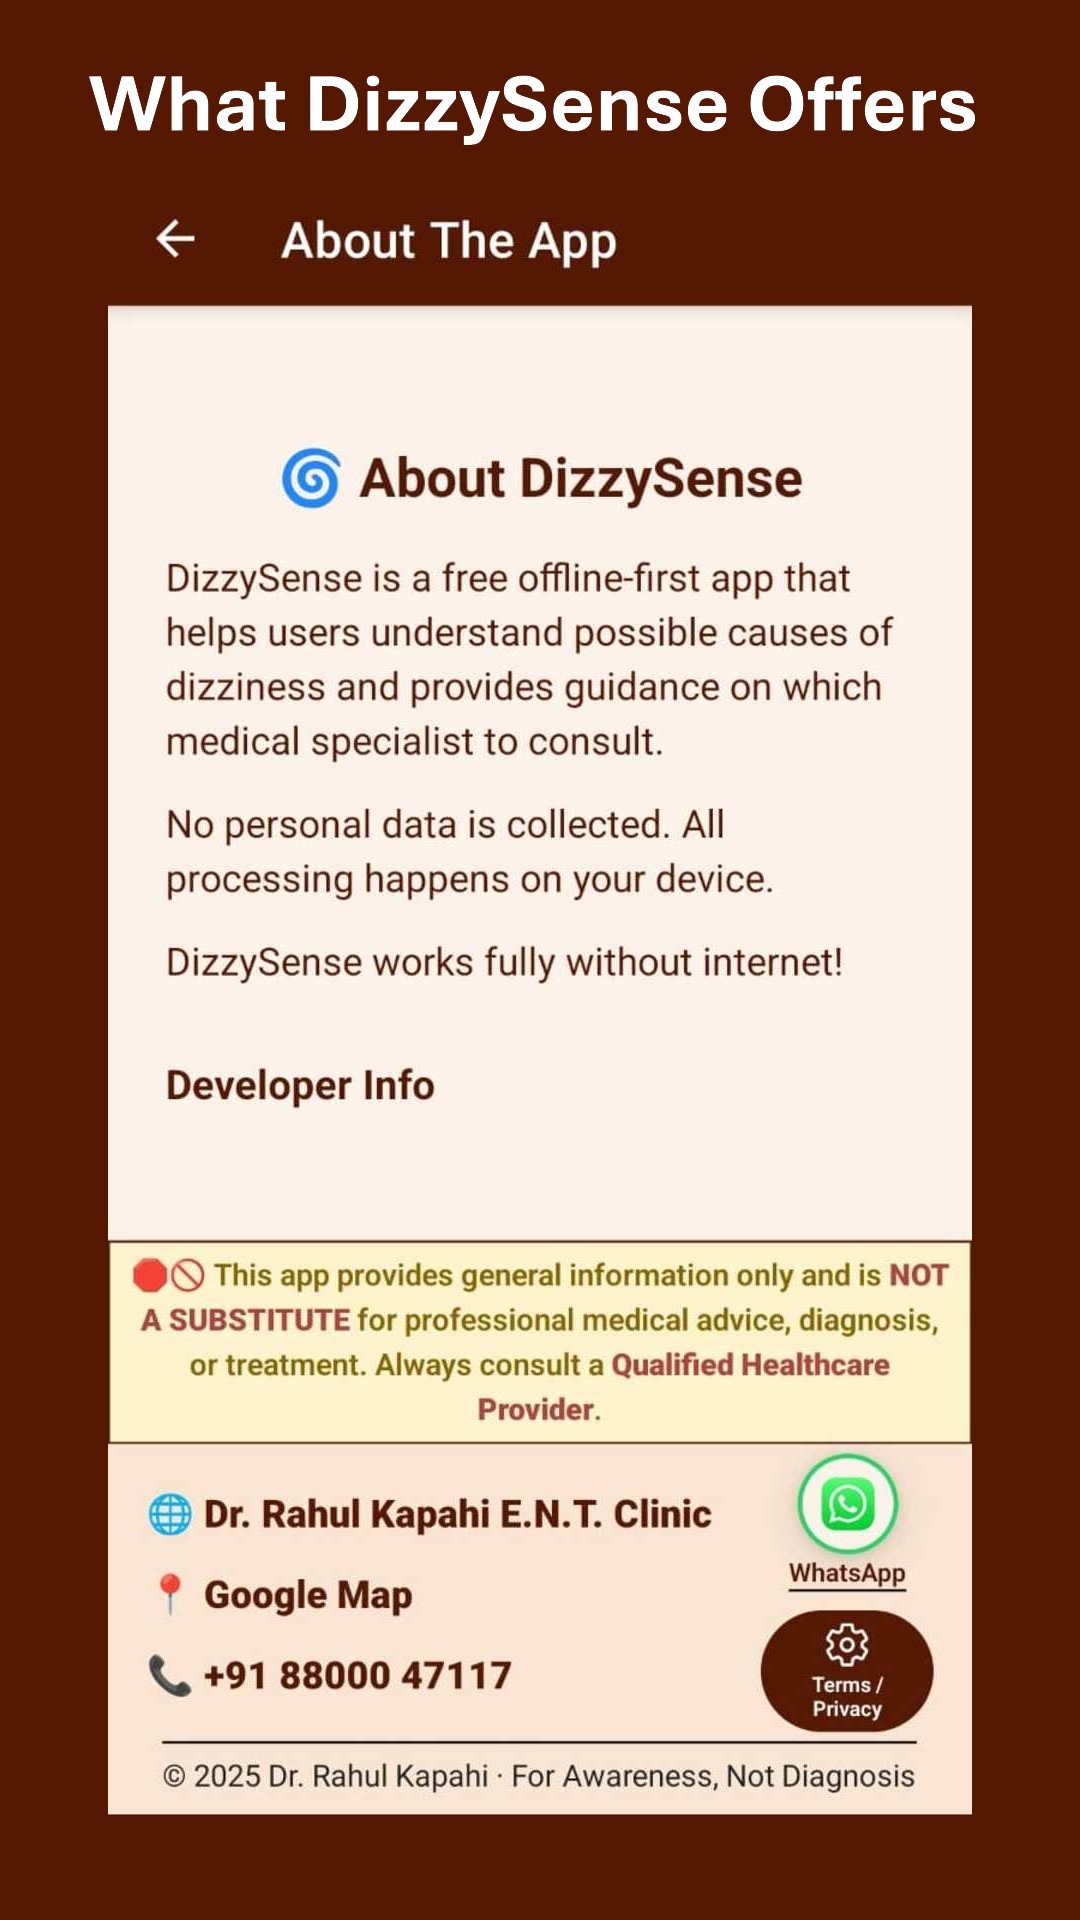 What DizzySense Offers
About The App
About DizzySense
DizzySense is a free offline-first app that
helps users understand possible causes of
dizziness and provides guidance on which
medical specialist to consult.
No personal data is collected. All
processing happens on your device.
DizzySense works fully without internet!
Developer Info
This app provides general information only and is NOT
A SUBSTITUTE for professional medical advice, diagnosis,
or treatment. Always consult a Qualified Healthcare
Provider.
Dr. Rahul Kapahi E.N.T. Clinic
Google Map
+91 88000 47117
WhatsApp
Terms /
Privacy
© 2025 Dr. Rahul Kapahi · For Awareness, Not Diagnosis